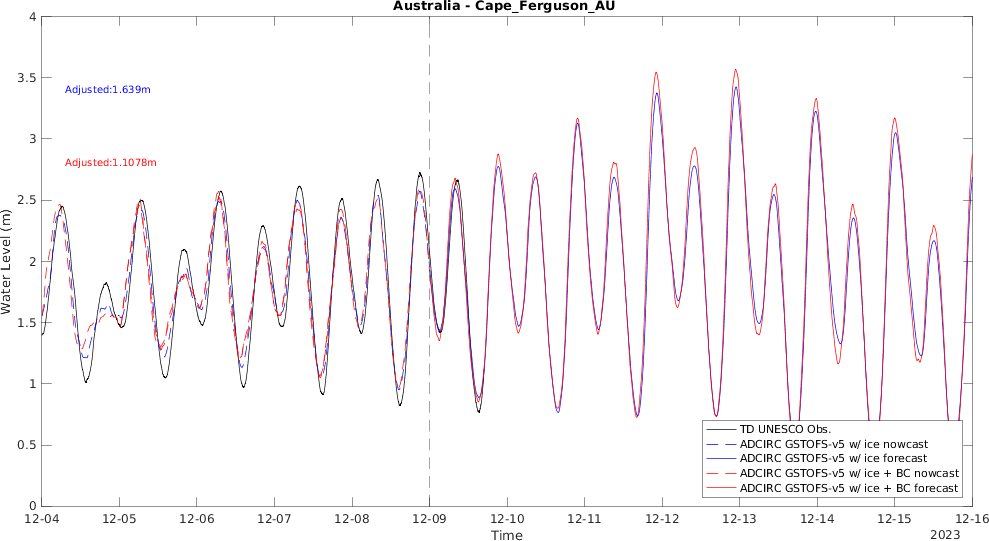 Australia - Cape_Ferguson_AU
4
3.5
3
2.5
2
1.5
1
0.5
0
Water Level (m)
Adjusted:1.639m
Adjusted:1.1078m
TD UNESCO Obs.
ADCIRC GSTOFS-v5 w/ ice nowcast
ADCIRC GSTOFS-v5 w/ ice forecast
ADCIRC GSTOFS-v5 w/ ice + BC nowcast
ADCIRC GSTOFS-v5 w/ ice + BC forecast
12-04 12-05 12-06 12-07 12-08 12-09 12-10 12-11 12-12 12-13 12-14 12-15 12-16
Time
2023